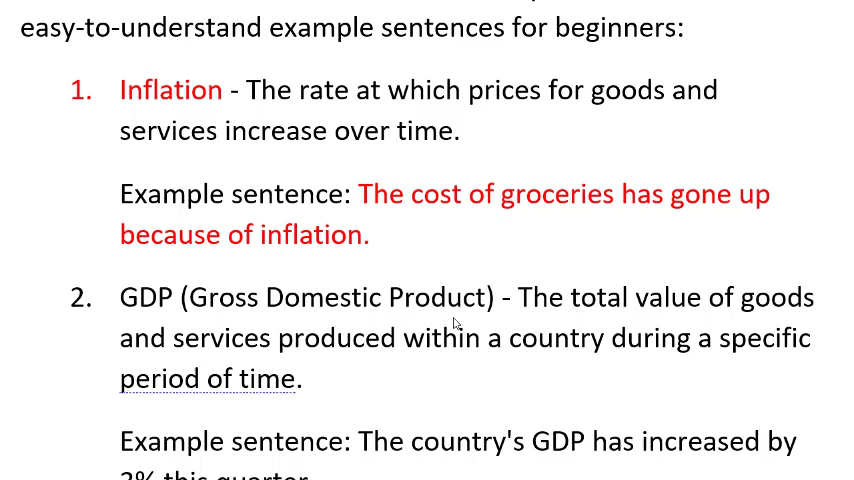 easy-to-understand example sentences for beginners:
1. Inflation - The rate at which prices for goods and
services increase over time.
Example sentence: The cost of groceries has gone up
because of inflation.
2. GDP (Gross Domestic Product) - The total value of goods
and services produced within a country during a specific
period of time.
Example sentence: The country's GDP has increased by
2% this quarter